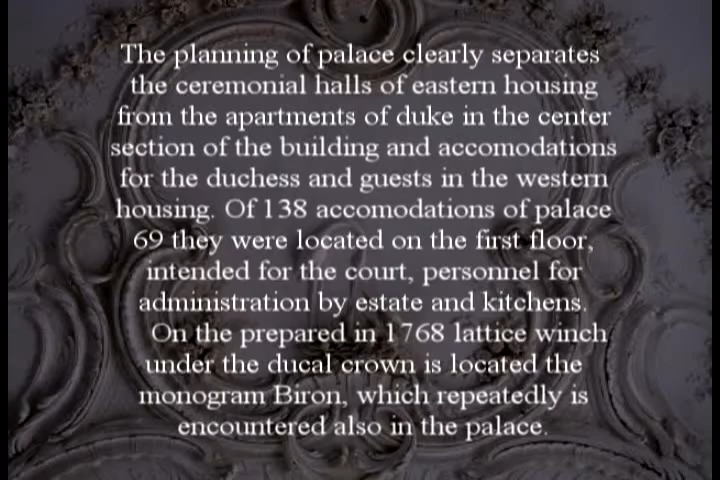 The planning of palace clearly separates
the ceremonial halls of eastern housing
from the apartments of duke in the center
section of the building and accomodations
for the duchess and guests in the western
housing. Of 138 accomodations of palace
69 they were located on the first floor,
intended for the court, personnel for
administration by estate and kitchens.
On the prepared in 1768 lattice winch
under the ducal crown is located the
monogram Biron, which repeatedly is
encountered also in the palace.